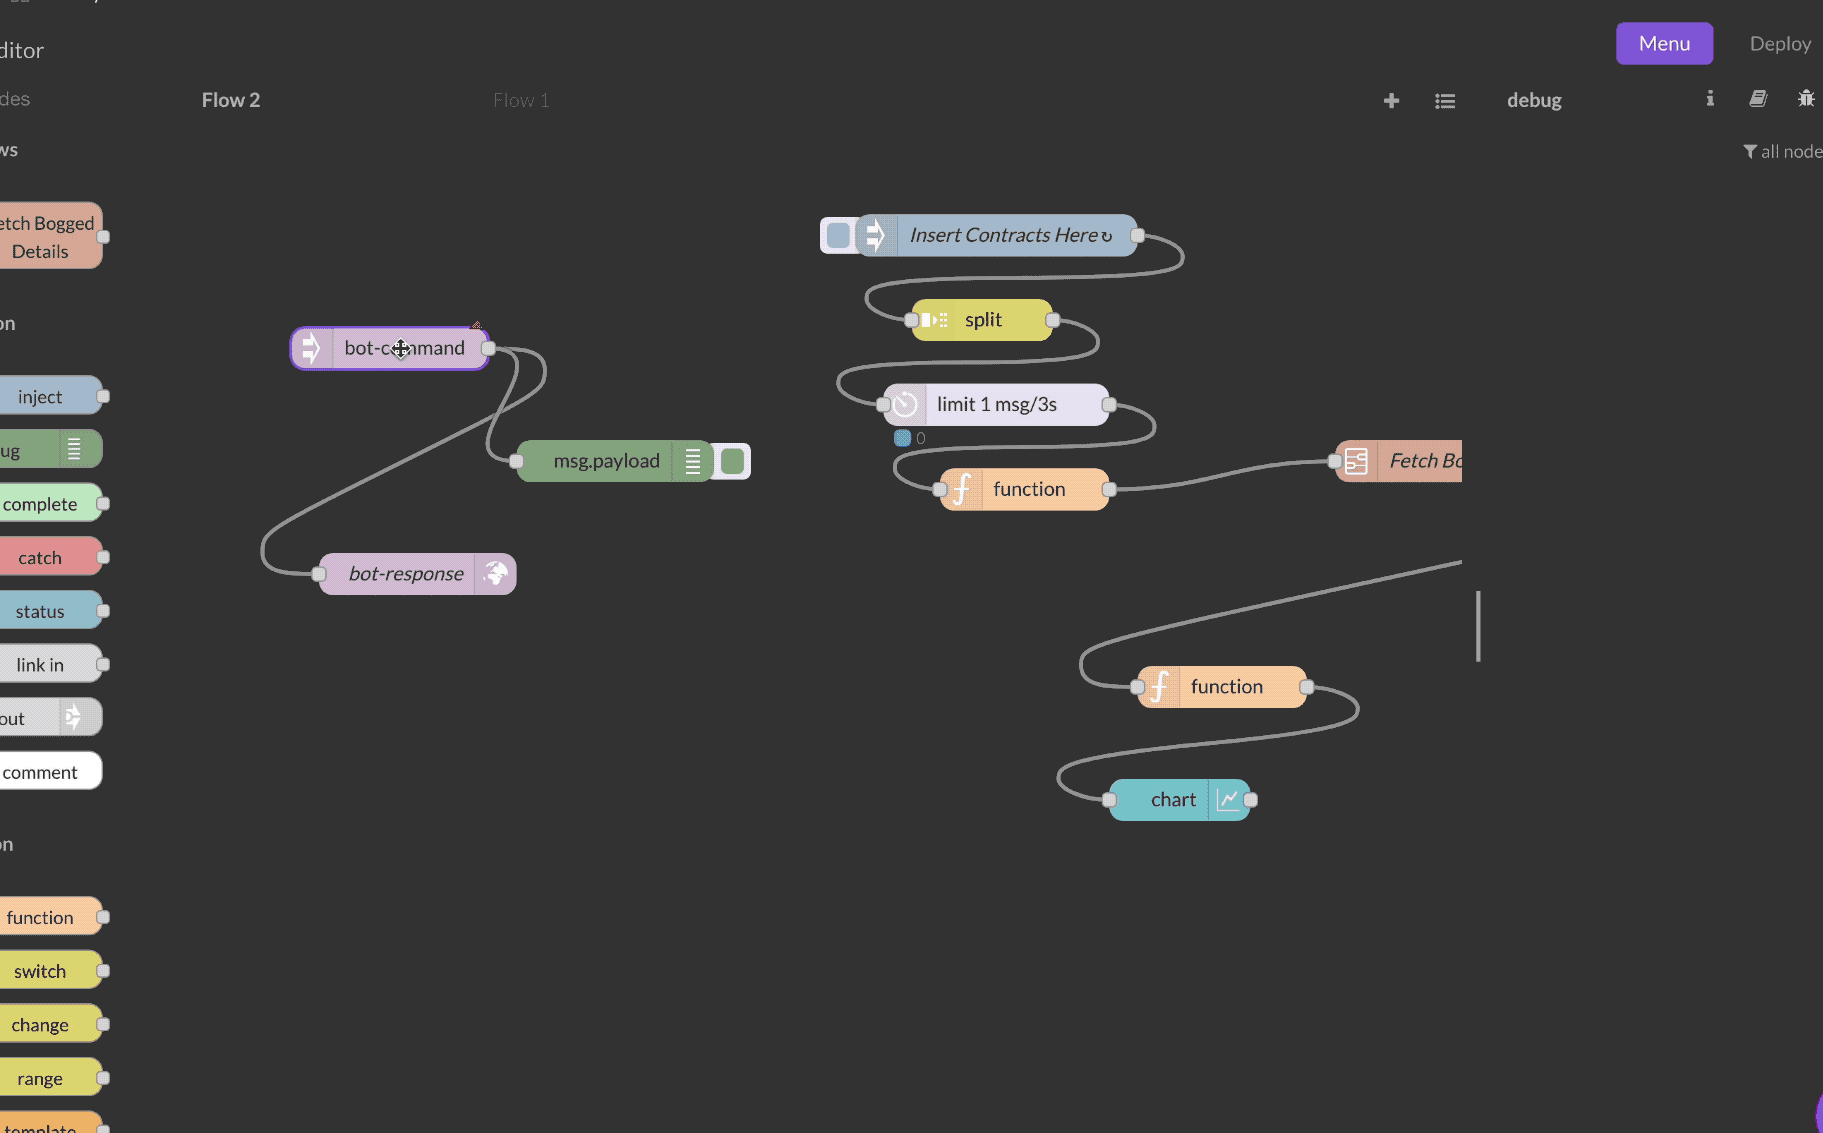 ditor
Menu
Deploy
des
Flow 2
Flow 1
debug
ws
all node
etch Bogged
Details
Insert Contracts Here ↻
on
split
bot-command
inject
limit 1 msg/3s
0
ug
msg.payload
Fetch Bo
function
complete
catch
bot-response
status
link in
function
out
comment
chart
on
function
switch
change
range
template